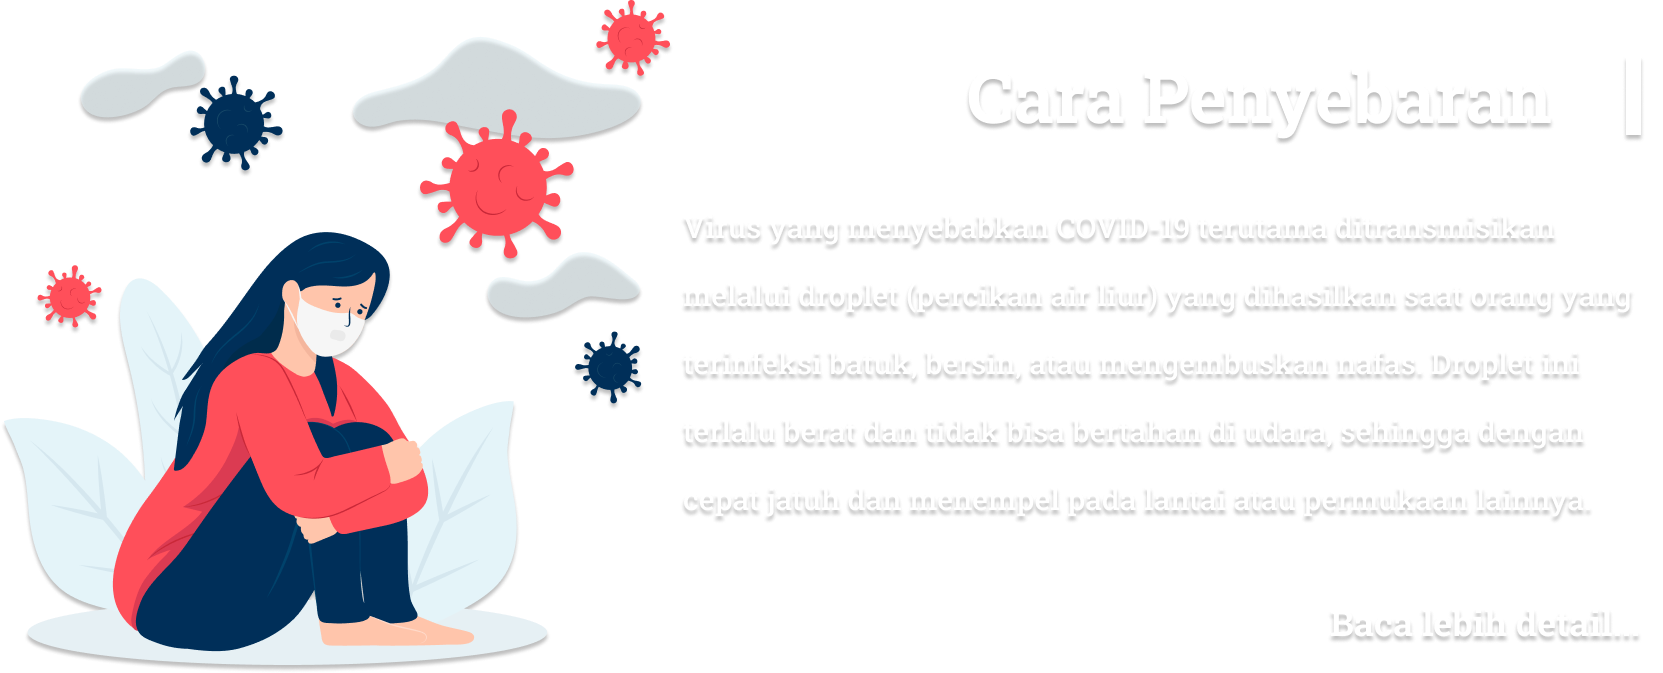 Cara Penyebaran
Virus yang menyebabkan COVID-19 terutama ditransmisikan
melalui droplet (percikan air liur) yang dihasilkan saat orang yang
terinfeksi batuk, bersin, atau mengembuskan nafas. Droplet ini
terlalu berat dan tidak bisa bertahan di udara, sehingga dengan
cepat jatuh dan menempel pada lantai atau permukaan lainnya.
Baca lebih detail...